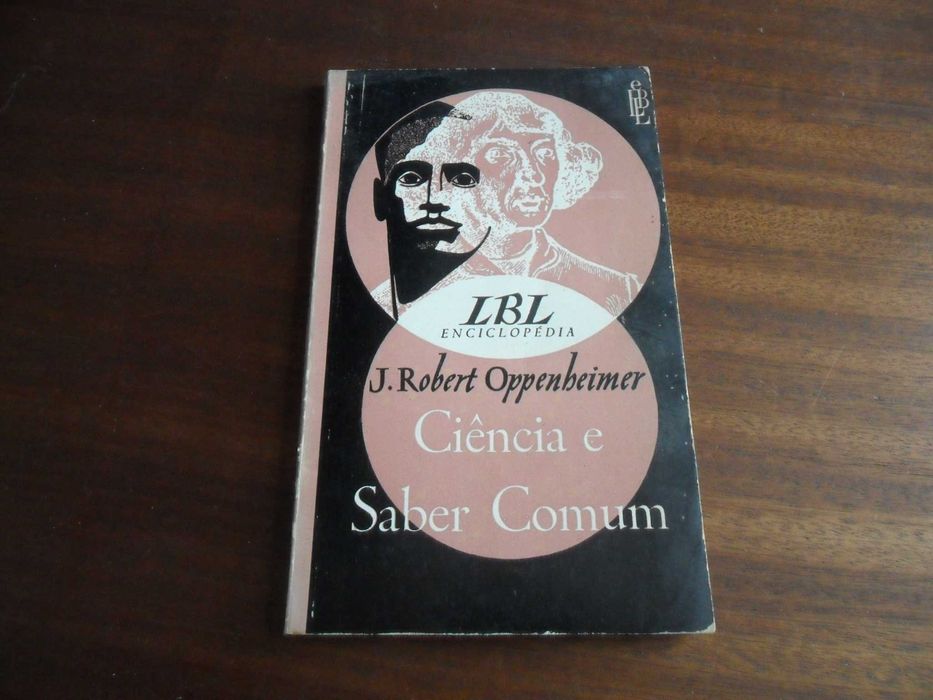 LBL
ENCICLOPÉDIA
J. Robert Oppenheimer
Ciência e
Saber Comum